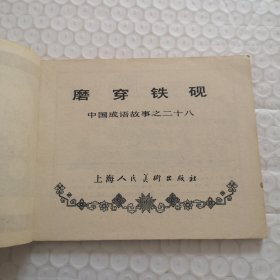 磨穿铁砚
中国成语故事之二十八
上海人民美術出版社